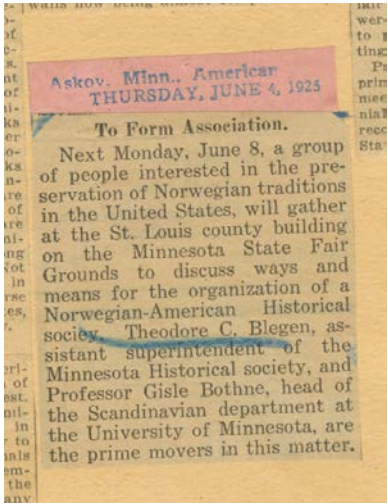 Askov, Minn., American
THURSDAY, JUNE 4, 1925
To Form Association.
Next Monday, June 8, a group
of people interested in the pre-
servation of Norwegian traditions
in the United States, will gather
at the St. Louis county building
on the Minnesota State Fair
Grounds to discuss ways and
means for the organization of a
Norwegian-American Historical
sociey. Theodore C. Blegen, as-
sistant superintendent of the
Minnesota Historical society, and
Professor Gisle Bothne, head of
the Scandinavian department at
the University of Minnesota, are
the prime movers in this matter.